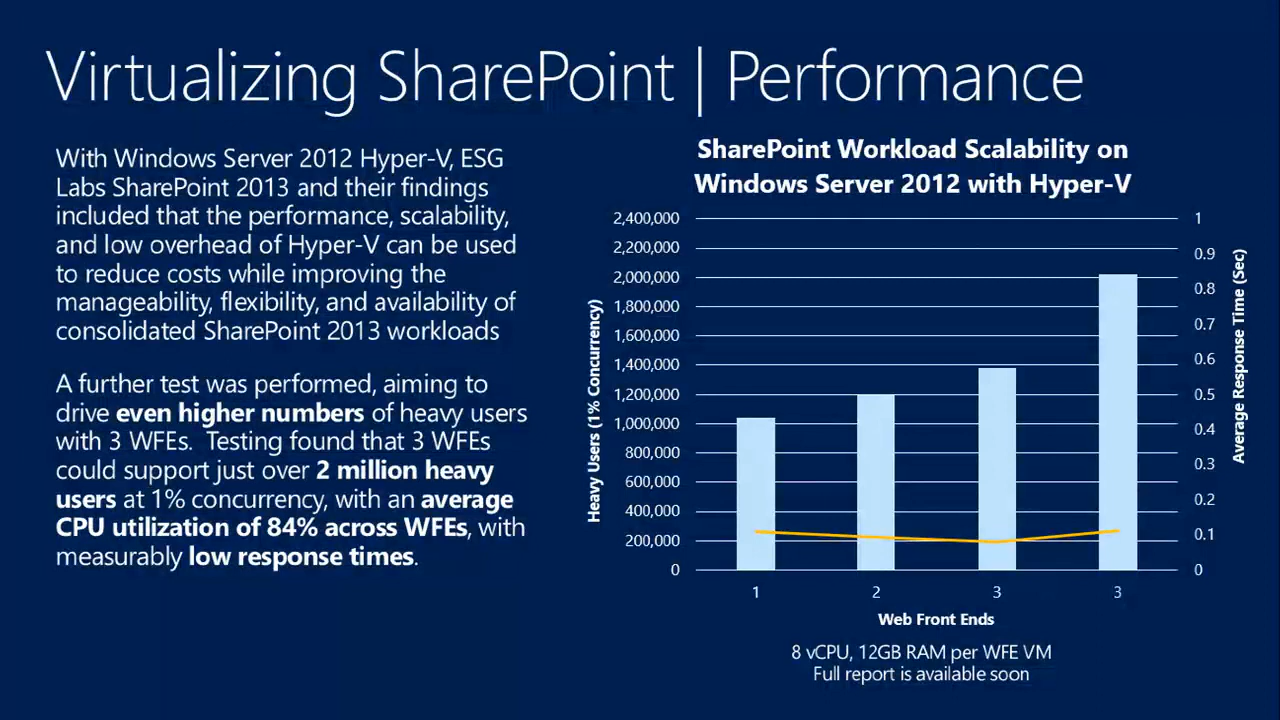 Virtualizing SharePoint | Performance
With Windows Server 2012 Hyper-V, ESG
Labs SharePoint 2013 and their findings
included that the performance, scalability,
and low overhead of Hyper-V can be used
to reduce costs while improving the
manageability, flexibility, and availability of
consolidated SharePoint 2013 workloads
A further test was performed, aiming to
drive even higher numbers of heavy users
with 3 WFEs. Testing found that 3 WFEs
could support just over 2 million heavy
users at 1% concurrency, with an average
CPU utilization of 84% across WFEs, with
measurably low response times.
SharePoint Workload Scalability on
Windows Server 2012 with Hyper-V
Heavy Users (1% Concurrency)
2,400,000
2,200,000
2,000,000
1,800,000
1,600,000
1,400,000
1,200,000
1,000,000
800,000
600,000
400,000
200,000
0
1
0.9
0.8
0.7
0.6
0.5
0.4
0.3
0.2
0.1
0
Average Response Time (Sec)
1 2 3 3
Web Front Ends
8 vCPU, 12GB RAM per WFE VM
Full report is available soon